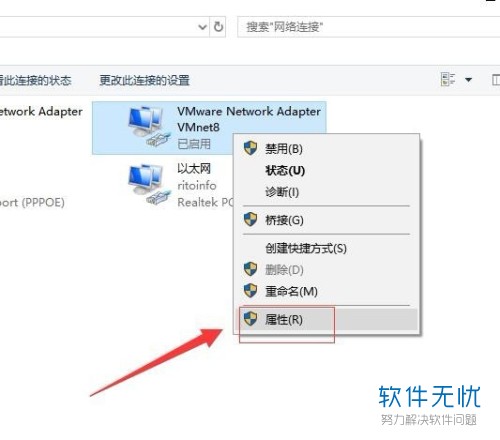 搜索"网络连接"
看此连接的状态 更改此连接的设置
etwork Adapter
VMware Network Adapter
VMnet8
已启用
以太网
ritoinfo
ort (PPPOE)
Realtek PC
禁用(B)
状态(U)
诊断(I)
桥接(G)
创建快捷方式(S)
删除(D)
重命名(M)
属性(R)
软件无忧
努力解决软件问题